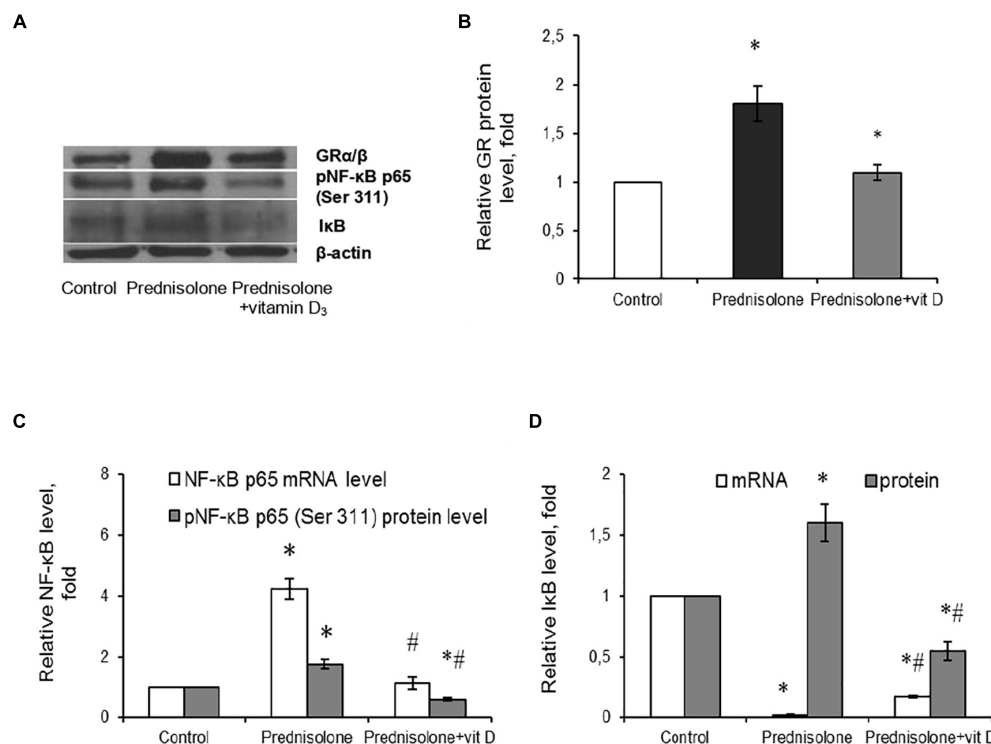 A
GRα/β
pNF-κB p65
(Ser 311)
IκB
β-actin
Control Prednisolone Prednisolone
+vitamin D₃
B
Relative GR protein
level, fold
2,5
2
1,5
1
0,5
0
*
*
Control Prednisolone Prednisolone+vit D
C
Relative NF-κB level,
fold
8
6
4
2
0
NF-κB p65 mRNA level
pNF-κB p65 (Ser 311) protein level
*
*
#
*#
Control Prednisolone Prednisolone+vit D
D
Relative IκB level, fold
2
1,5
1
0,5
0
mRNA protein
*
*
*#
*#
Control Prednisolone Prednisolone+vit D